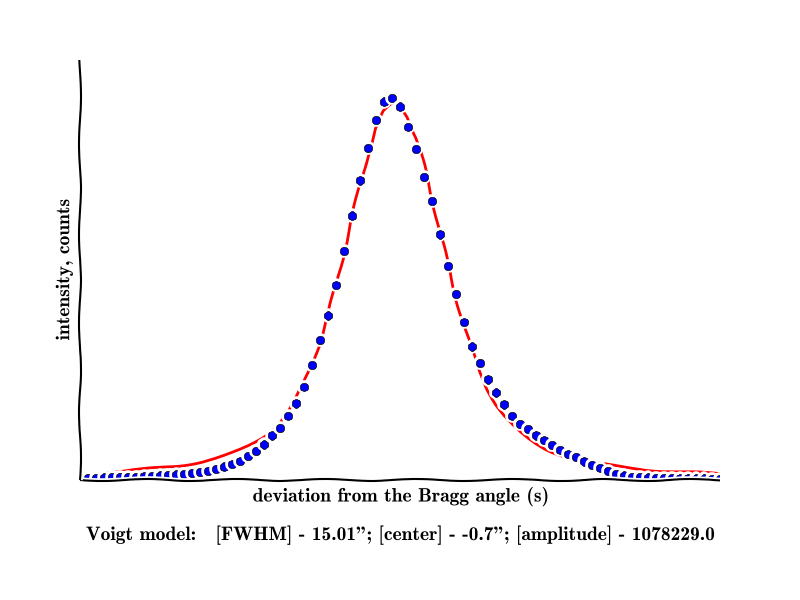 intensity, counts
deviation from the Bragg angle (s)
Voigt model: [FWHM] - 15.01”; [center] - -0.7”; [amplitude] - 1078229.0